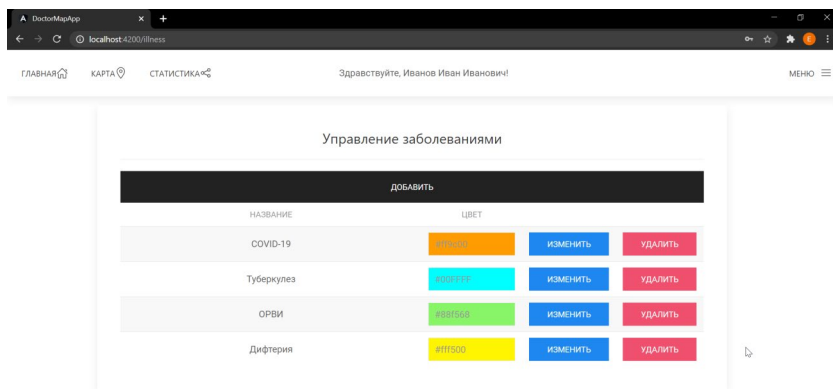 DoctorMapApp
localhost:4200/illness
ГЛАВНАЯ КАРТА СТАТИСТИКА Здравствуйте, Иванов Иван Иванович! МЕНЮ
Управление заболеваниями
ДОБАВИТЬ
НАЗВАНИЕ ЦВЕТ
COVID-19 #ff9c00 ИЗМЕНИТЬ УДАЛИТЬ
Туберкулез #00FFFF ИЗМЕНИТЬ УДАЛИТЬ
ОРВИ #88f568 ИЗМЕНИТЬ УДАЛИТЬ
Дифтерия #fff500 ИЗМЕНИТЬ УДАЛИТЬ